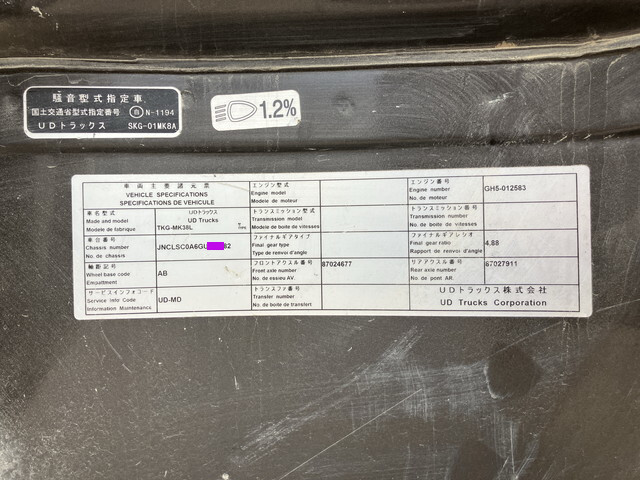 騒音型式指定車
国土交通省型式指定番号 自 N-1194
UDトラックス SKG-01MK8A
1.2%
車両主要諸元票
VEHICLE SPECIFICATIONS
SPECIFICATIONS DE VEHICULE
車名型式 UDトラックス
Made and model UD Trucks
Modele de fabrique TKG-MK38L
車台番号
Chassis number JNCLSC0A6GU 82
No. de chassis
軸距記号
Wheel base code AB
Empattment
サービスインフォコード
Service Info Code UD-MD
Information Maintenance
エンジン型式
Engine model
Modele de moteur
トランスミッション型式
Transmission model
Modele de boite de vitesses
ファイナルギアタイプ
Final gear type
Type de renvoi d'angle
フロントアクスル番号 87024677
Front axle number
No. de essieu AV.
トランスファ番号
Transfer number
No. de boite de transfert
エンジン番号
Engine number GH5-012583
No. de moteur
トランスミッション番号
Transmission number
No. de boite de vitesses
ファイナルギアレシオ
Final gear ratio 4.88
Rapport de renvoi d'angle
リアアクスル番号 87027911
Rear axle number
No. de pont AR.
UDトラックス株式会社
UD Trucks Corporation